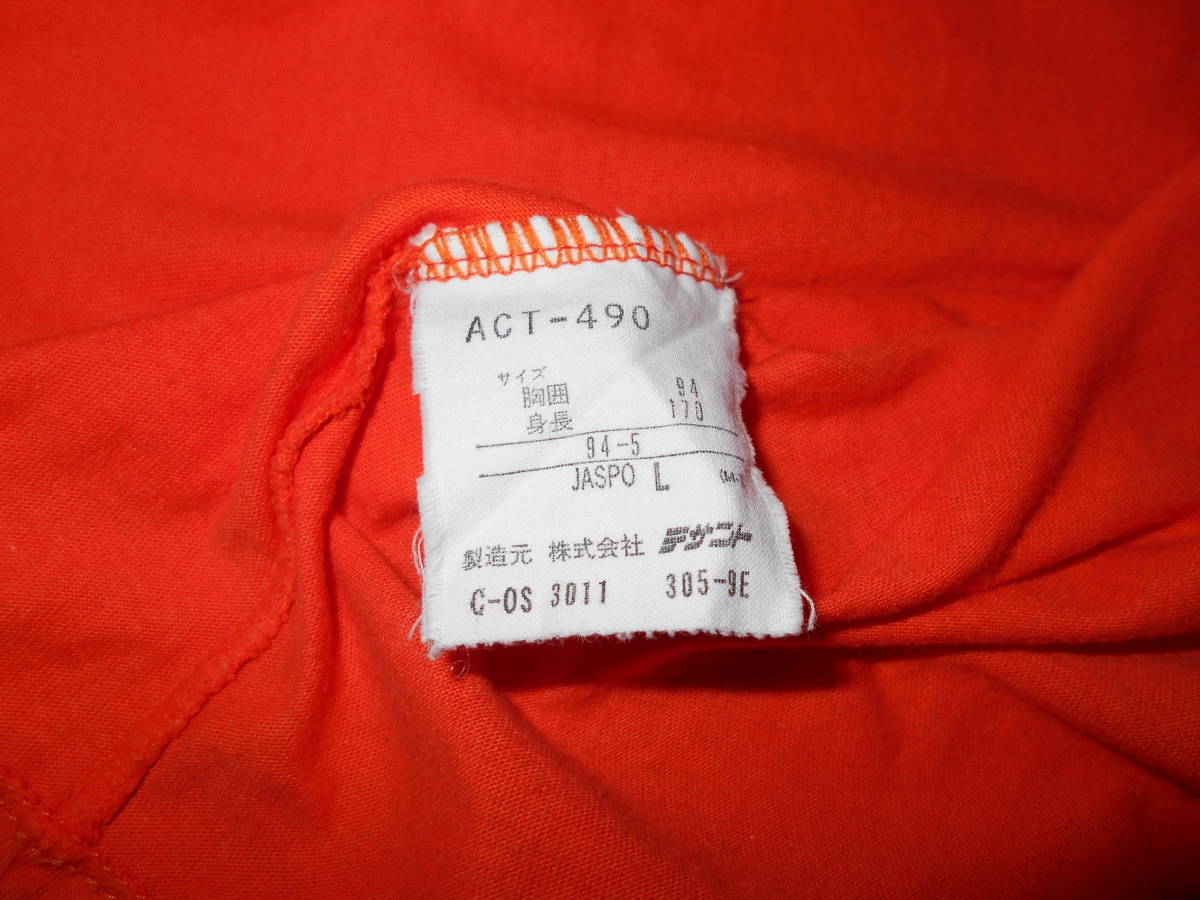 ACT-490
サイズ
胸囲 94
身長 170
94-5
JASPO L
製造元 株式会社 デサント
C-OS 3011 305-9E